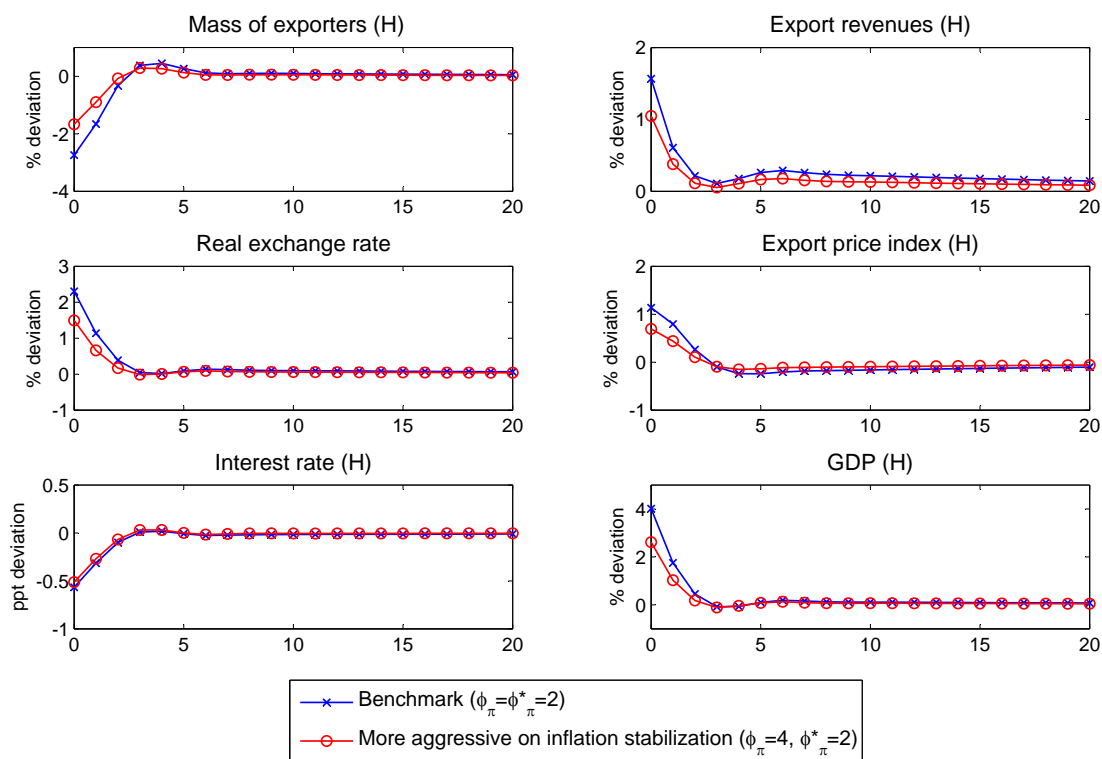 Mass of exporters (H)
% deviation
0
-2
-4
0 5 10 15 20
Export revenues (H)
% deviation
2
1
0
0 5 10 15 20
Real exchange rate
% deviation
3
2
1
0
-1
0 5 10 15 20
Export price index (H)
% deviation
2
1
0
-1
0 5 10 15 20
Interest rate (H)
ppt deviation
0.5
0
-0.5
-1
0 5 10 15 20
GDP (H)
% deviation
4
2
0
0 5 10 15 20
Benchmark (ϕ_π=ϕ*_π=2)
More aggressive on inflation stabilization (ϕ_π=4, ϕ*_π=2)